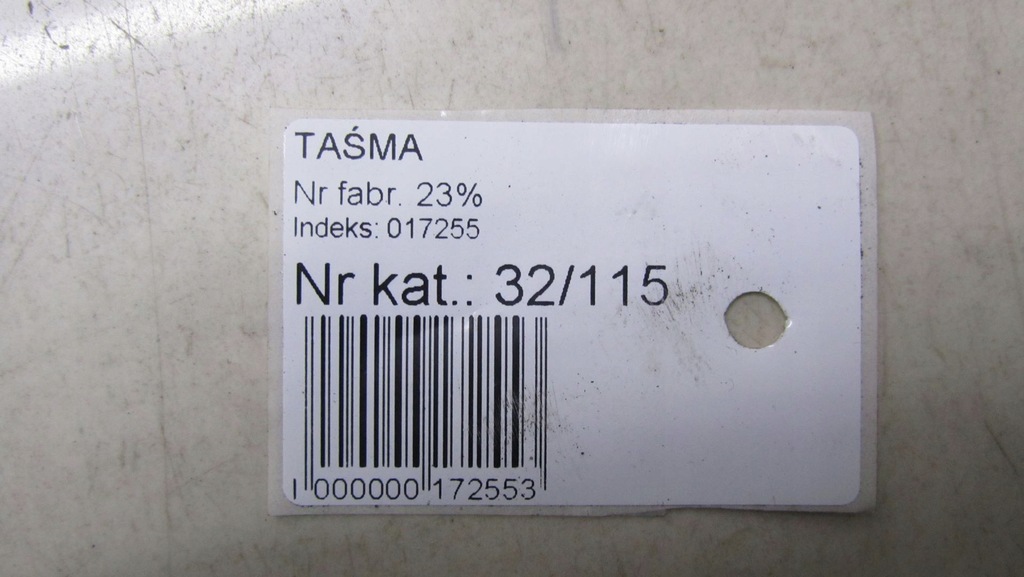 TAŚMA
Nr fabr. 23%
Indeks: 017255
Nr kat.: 32/115
1 000000 172553